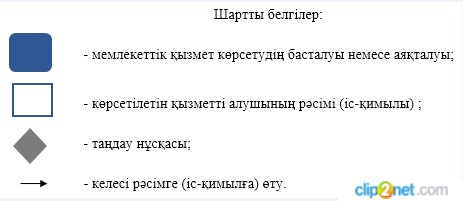 Шартты белгілер:
- мемлекеттік қызмет көрсетудің басталуы немесе аяқталуы;
- көрсетілетін қызметті алушының рәсімі (іс-қимылы) ;
- таңдау нұсқасы;
- келесі рәсімге (іс-қимылға) өту.
clip2net.com